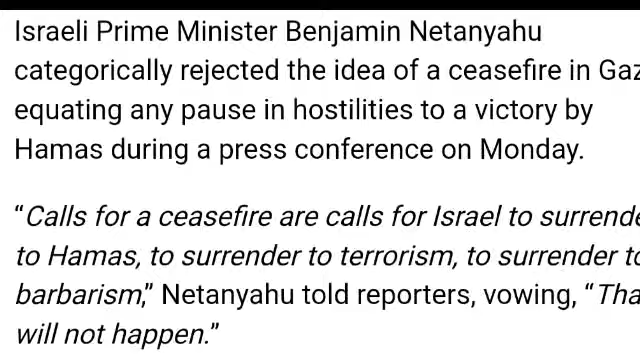 Israeli Prime Minister Benjamin Netanyahu
categorically rejected the idea of a ceasefire in
equating any pause in hostilities to a victory by
Hamas during a press conference on Monday.
“Calls for a ceasefire are calls for Israel to
to Hamas, to surrender to terrorism, to surrender
barbarism,” Netanyahu told reporters, vowing, “
will not happen.”